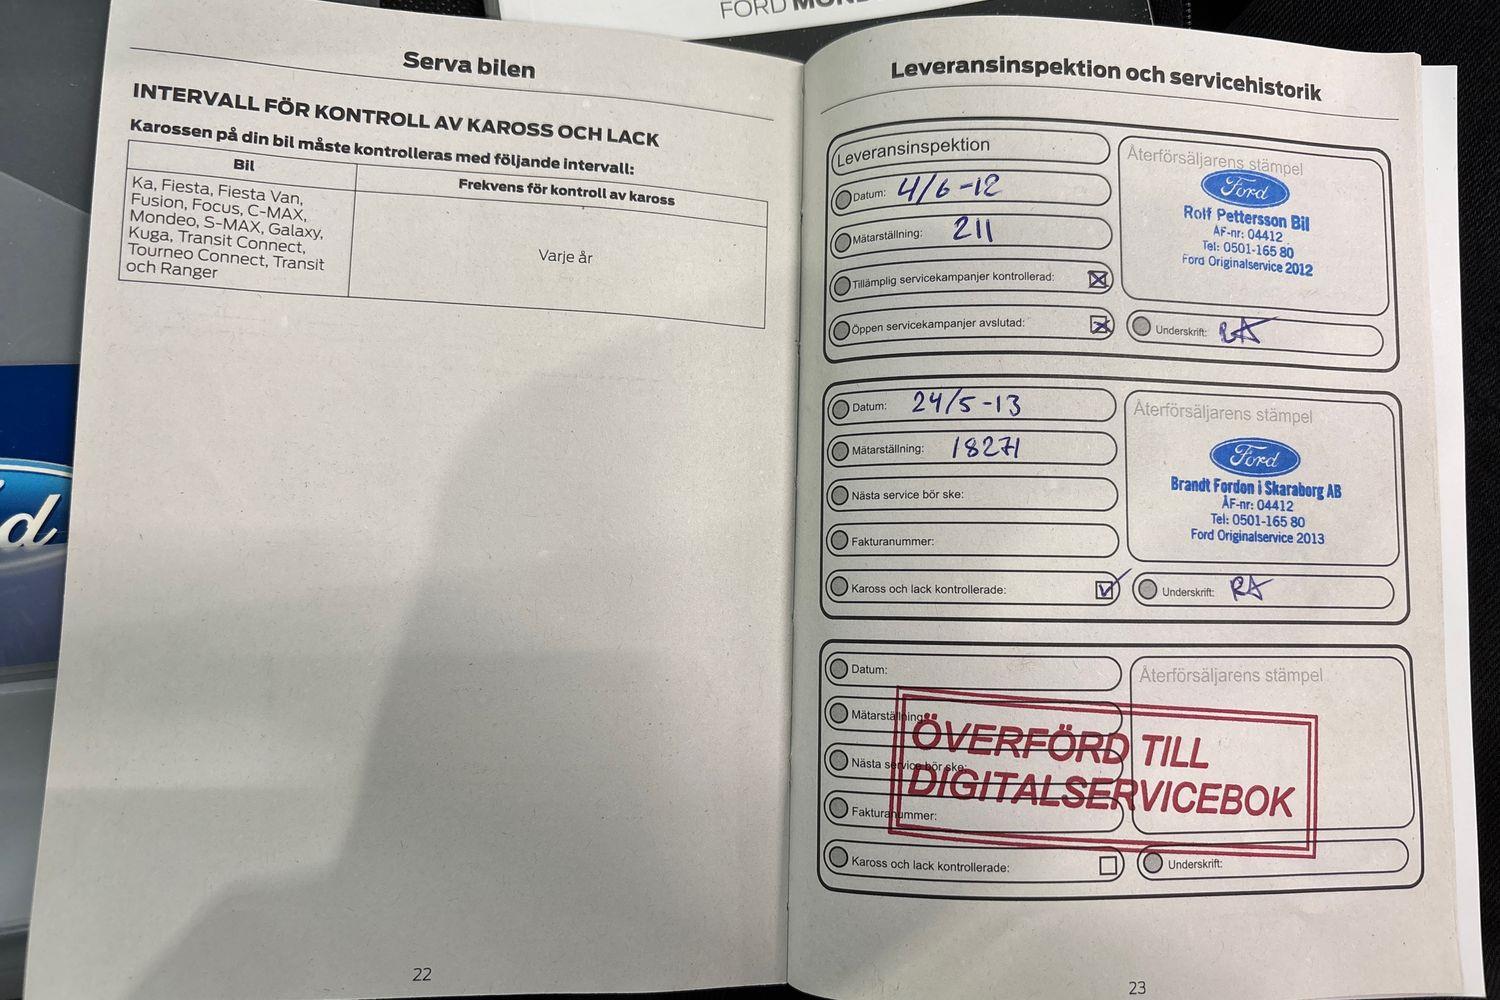 FORD
Serva bilen
INTERVALL FÖR KONTROLL AV KAROSS OCH LACK
Karossen på din bil måste kontrolleras med följande intervall:
Bil
Frekvens för kontroll av kaross
Ka, Fiesta, Fiesta Van,
Fusion, Focus, C-MAX,
Mondeo, S-MAX, Galaxy,
Kuga, Transit Connect,
Tourneo Connect, Transit
och Ranger
Varje år
22
Leveransinspektion och servicehistorik
Leveransinspektion
Datum: 4/6-12
Mätarställning: 211
Tillämplig servicekampanjer kontrollerad:
Öppen servicekampanjer avslutad:
Återförsäljarens stämpel
Ford
Rolf Pettersson Bil
ÅF-nr: 04412
Tel: 0501-165 80
Ford Originalservice 2012
Underskrift: RA
Datum: 24/5-13
Mätarställning: 18271
Nästa service bör ske:
Fakturanummer:
Kaross och lack kontrollerade:
Återförsäljarens stämpel
Ford
Brandt Fordon i Skaraborg AB
ÅF-nr: 04412
Tel: 0501-165 80
Ford Originalservice 2013
Underskrift: RA
Datum:
Mätarställning:
Nästa service bör ske:
Fakturanummer:
Kaross och lack kontrollerade:
Återförsäljarens stämpel
ÖVERFÖRD TILL
DIGITALSERVICEBOK
Underskrift:
23